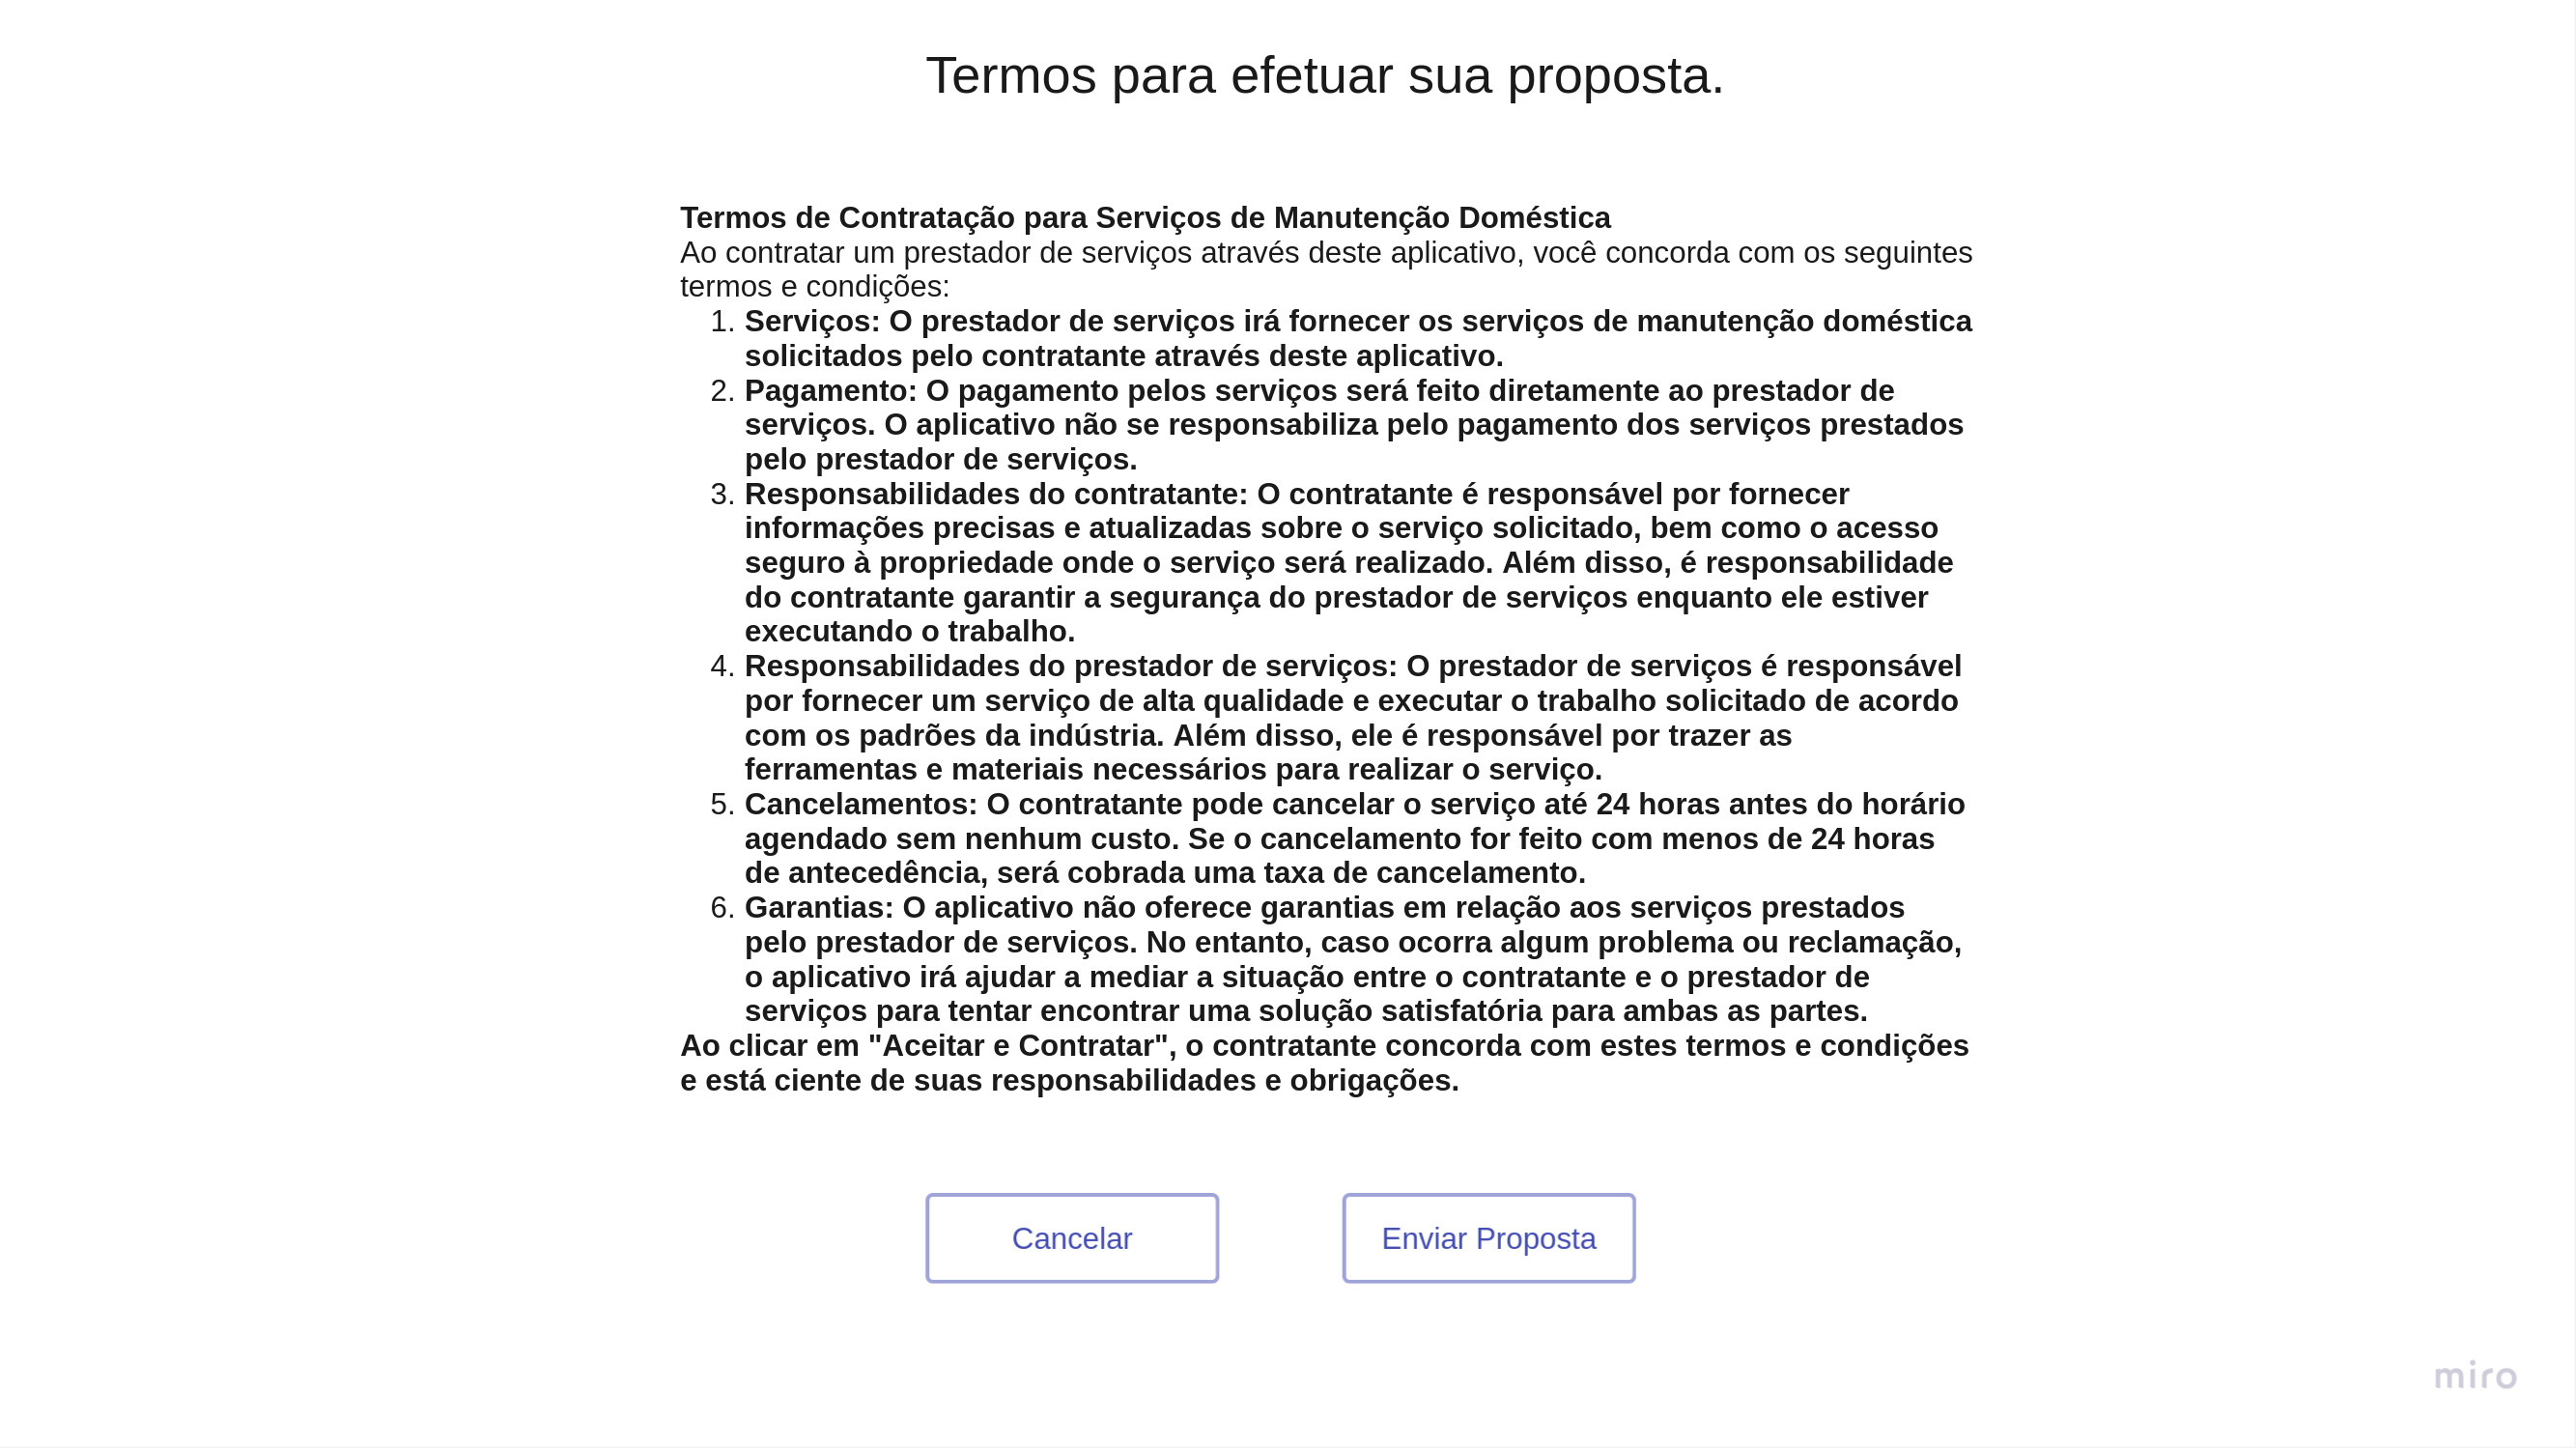 Termos para efetuar sua proposta.
Termos de Contratação para Serviços de Manutenção Doméstica
Ao contratar um prestador de serviços através deste aplicativo, você concorda com os seguintes
termos e condições:
1. Serviços: O prestador de serviços irá fornecer os serviços de manutenção doméstica
solicitados pelo contratante através deste aplicativo.
2. Pagamento: O pagamento pelos serviços será feito diretamente ao prestador de
serviços. O aplicativo não se responsabiliza pelo pagamento dos serviços prestados
pelo prestador de serviços.
3. Responsabilidades do contratante: O contratante é responsável por fornecer
informações precisas e atualizadas sobre o serviço solicitado, bem como o acesso
seguro à propriedade onde o serviço será realizado. Além disso, é responsabilidade
do contratante garantir a segurança do prestador de serviços enquanto ele estiver
executando o trabalho.
4. Responsabilidades do prestador de serviços: O prestador de serviços é responsável
por fornecer um serviço de alta qualidade e executar o trabalho solicitado de acordo
com os padrões da indústria. Além disso, ele é responsável por trazer as
ferramentas e materiais necessários para realizar o serviço.
5. Cancelamentos: O contratante pode cancelar o serviço até 24 horas antes do horário
agendado sem nenhum custo. Se o cancelamento for feito com menos de 24 horas
de antecedência, será cobrada uma taxa de cancelamento.
6. Garantias: O aplicativo não oferece garantias em relação aos serviços prestados
pelo prestador de serviços. No entanto, caso ocorra algum problema ou reclamação,
o aplicativo irá ajudar a mediar a situação entre o contratante e o prestador de
serviços para tentar encontrar uma solução satisfatória para ambas as partes.
Ao clicar em "Aceitar e Contratar", o contratante concorda com estes termos e condições
e está ciente de suas responsabilidades e obrigações.
Cancelar
Enviar Proposta
miro